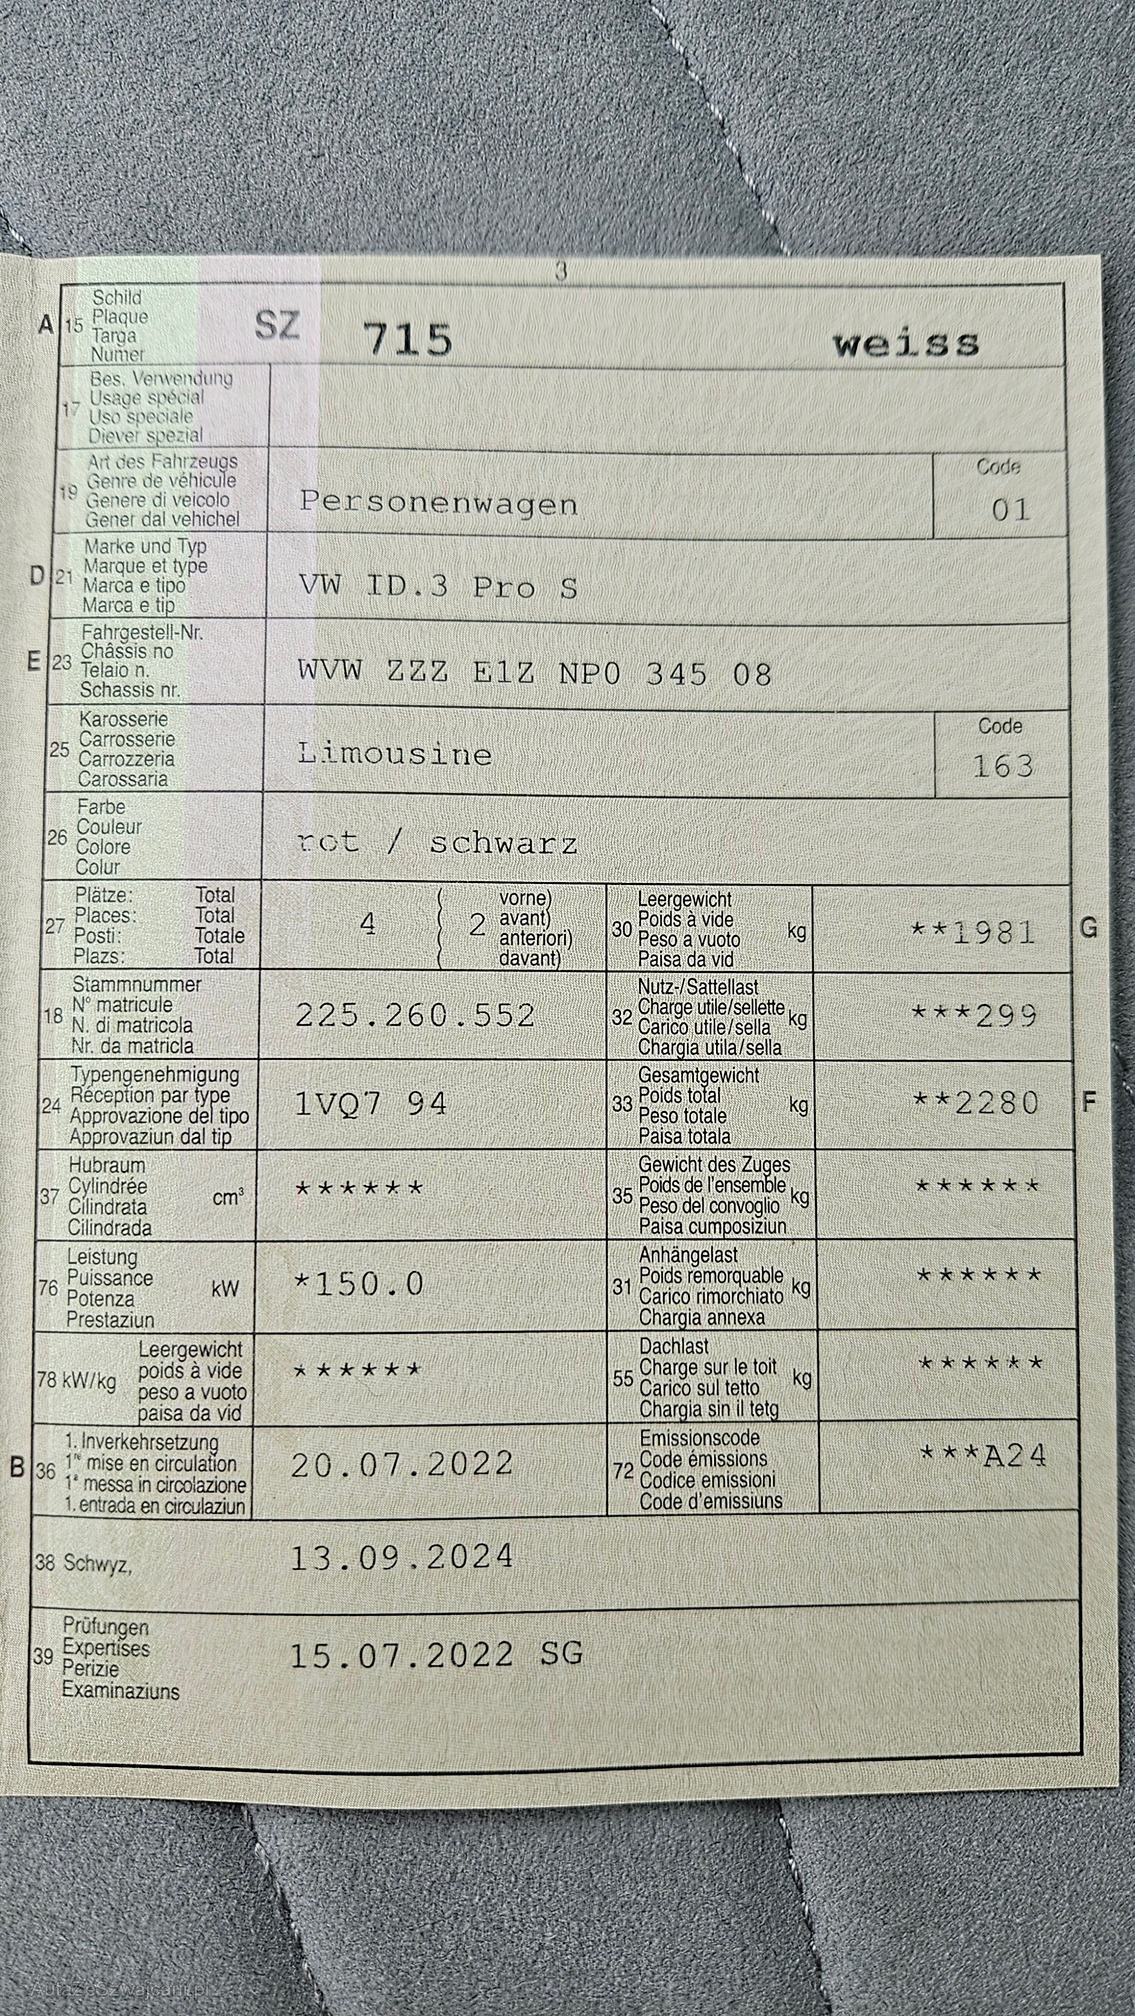 3
A 15 Schild
Plaque
Targa
Numer
SZ 715 weiss
17 Bes. Verwendung
Usage spécial
Uso speciale
Diever spezial
19 Art des Fahrzeugs
Genre de véhicule
Genere di veicolo
Gener dal vehichel
Personenwagen
Code
01
D 21 Marke und Typ
Marque et type
Marca e tipo
Marca e tip
VW ID.3 Pro S
E 23 Fahrgestell-Nr.
Châssis no
Telaio n.
Schassis nr.
WVW ZZZ E1Z NP0 345 08
25 Karosserie
Carrosserie
Carrozzeria
Carossaria
Limousine
Code
163
26 Farbe
Couleur
Colore
Colur
rot / schwarz
27 Plätze: Total
Places: Total
Posti: Totale
Plazs: Total
4 ( 2 vorne)
( avant)
( anteriori)
( davant)
30 Leergewicht
Poids à vide
Peso a vuoto
Paisa da vid
kg
**1981 G
18 Stammnummer
N° matricule
N. di matricola
Nr. da matricla
225.260.552
32 Nutz-/Sattellast
Charge utile/sellette
Carico utile/sella
Chargia utila/sella
kg
***299
24 Typengenehmigung
Réception par type
Approvazione del tipo
Approvaziun dal tip
1VQ7 94
33 Gesamtgewicht
Poids total
Peso totale
Paisa totala
kg
**2280 F
37 Hubraum
Cylindrée
Cilindrata
Cilindrada
cm³
******
35 Gewicht des Zuges
Poids de l'ensemble
Peso del convoglio
Paisa cumposiziun
kg
******
76 Leistung
Puissance
Potenza
Prestaziun
kW
*150.0
31 Anhängelast
Poids remorquable
Carico rimorchiato
Chargia annexa
kg
******
78 kW/kg Leergewicht
poids à vide
peso a vuoto
paisa da vid
******
55 Dachlast
Charge sur le toit
Carico sul tetto
Chargia sin il tetg
kg
******
B 36 1. Inverkehrsetzung
1re mise en circulation
1a messa in circolazione
1. entrada en circulaziun
20.07.2022
72 Emissionscode
Code émissions
Codice emissioni
Code d'emissiuns
***A24
38 Schwyz, 13.09.2024
39 Prüfungen
Expertises
Perizie
Examinaziuns
15.07.2022 SG